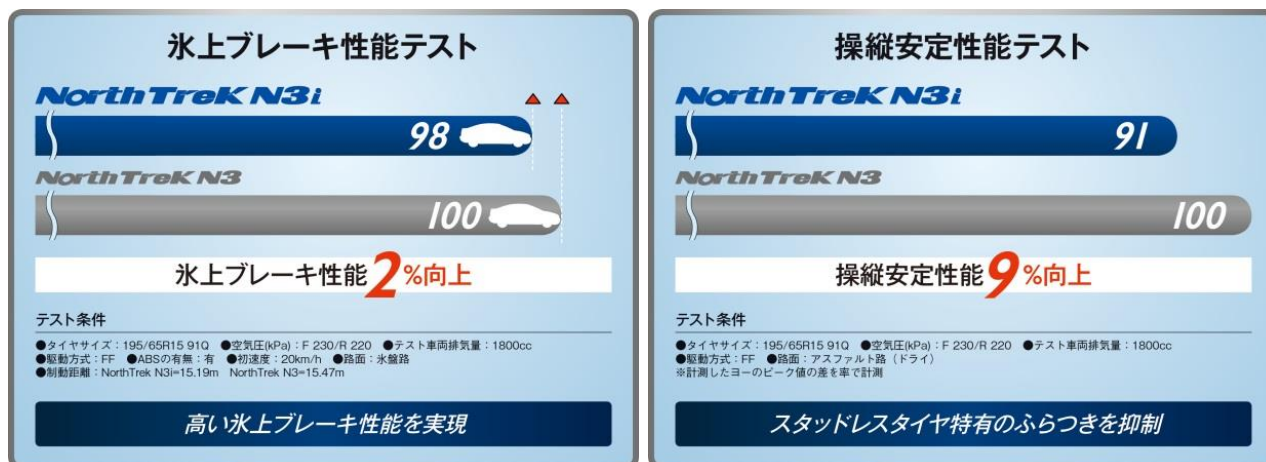 氷上ブレーキ性能テスト
NorthTreK N3i
98
NorthTreK N3
100
氷上ブレーキ性能2%向上
テスト条件
●タイヤサイズ：195/65R15 91Q ●空気圧(kPa)：F 230/R 220 ●テスト車両排気量：1800cc
●駆動方式：FF ●ABSの有無：有 ●初速度：20km/h ●路面：氷盤路
●制動距離：NorthTrek N3i=15.19m NorthTrek N3=15.47m
高い氷上ブレーキ性能を実現
操縦安定性能テスト
NorthTreK N3i
91
NorthTreK N3
100
操縦安定性能9%向上
テスト条件
●タイヤサイズ：195/65R15 91Q ●空気圧(kPa)：F 230/R 220 ●テスト車両排気量：1800cc
●駆動方式：FF ●路面：アスファルト路（ドライ）
※計測したヨーのピーク値の差を率で計測
スタッドレスタイヤ特有のふらつきを抑制